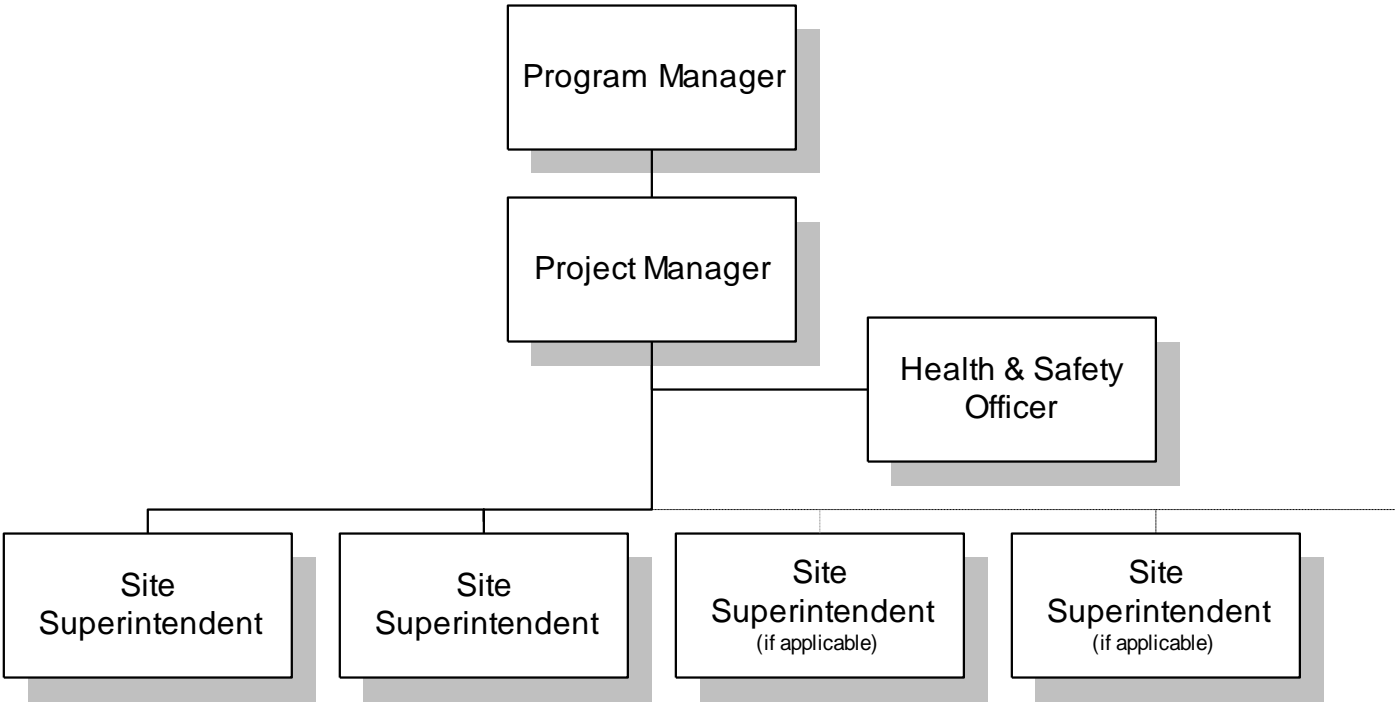 Program Manager
Project Manager
Health & Safety
Officer
Site
Superintendent
Site
Superintendent
Site
Superintendent
(if applicable)
Site
Superintendent
(if applicable)